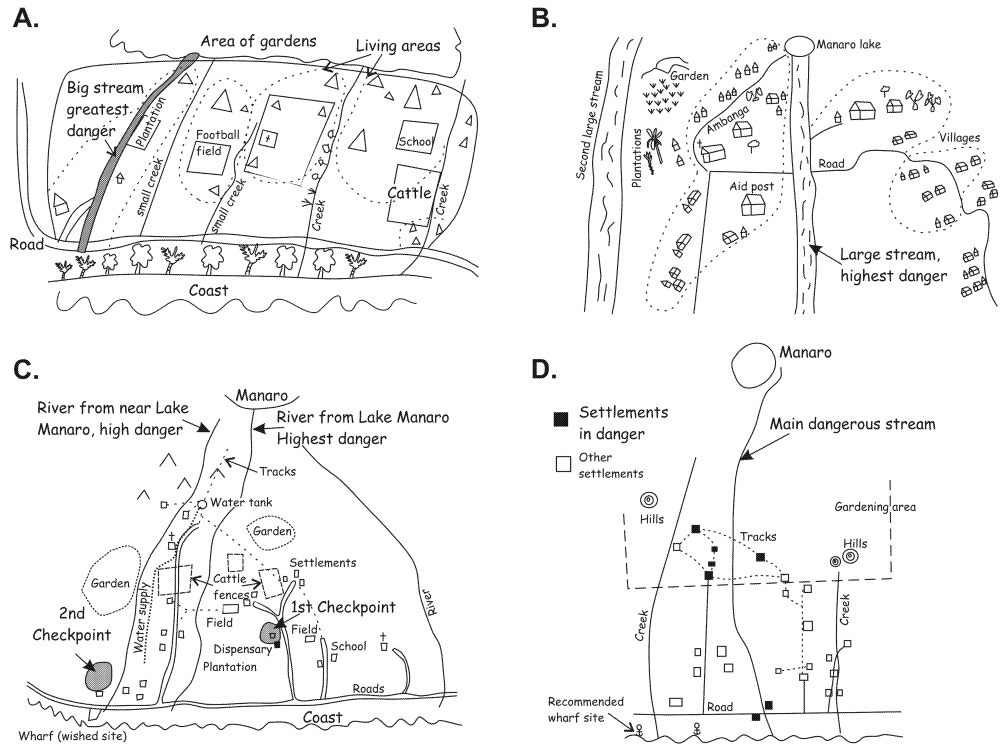 A.
Area of gardens
Living areas
Big stream
greatest
danger
Plantation
Football
field
School
small creek
small creek
Creek
Cattle
Creek
Road
Coast
B.
Manaro lake
Second large stream
Garden
Ambanga
Plantations
Villages
Road
Aid post
Large stream,
highest danger
C.
Manaro
River from near Lake
Manaro, high danger
River from Lake Manaro
Highest danger
Tracks
Water tank
Garden
Garden
Settlements
Cattle
fences
Water supply
River
2nd
Checkpoint
Field
1st Checkpoint
Field
Dispensary
School
Plantation
Roads
Coast
Wharf (wished site)
D.
Manaro
Settlements
in danger
Main dangerous stream
Other
settlements
Hills
Gardening area
Tracks
Hills
Creek
Creek
Recommended
wharf site
Road